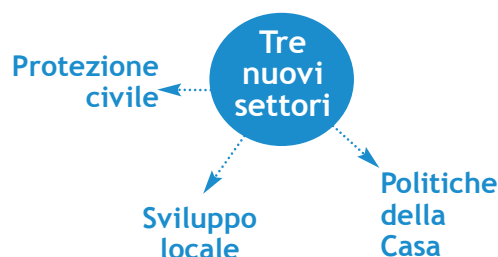 Tre
nuovi
settori
Protezione
civile
Sviluppo
locale
Politiche
della
Casa